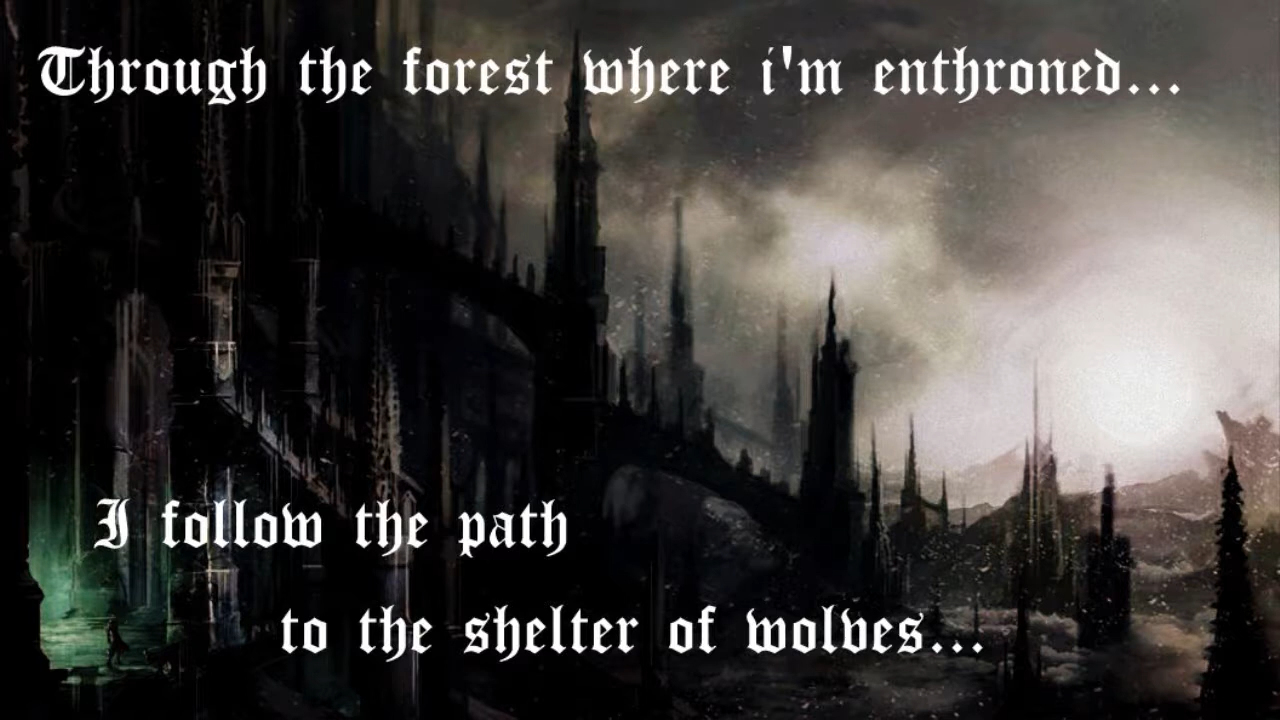 Through the forest where i'm enthroned...
I follow the path
to the shelter of wolves...